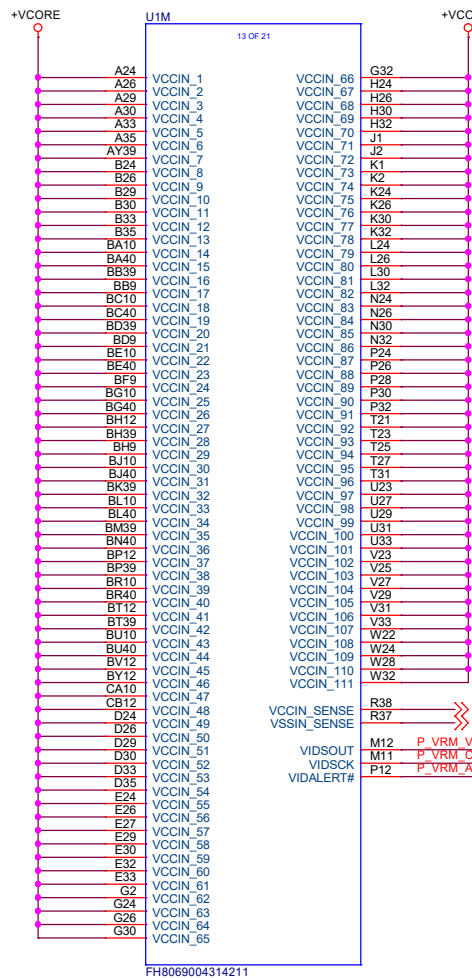 +VCORE
U1M
+VCO
13 OF 21
A24 VCCIN_1 VCCIN_66 G32
A26 VCCIN_2 VCCIN_67 H24
A29 VCCIN_3 VCCIN_68 H26
A30 VCCIN_4 VCCIN_69 H30
A33 VCCIN_5 VCCIN_70 H32
A35 VCCIN_6 VCCIN_71 J1
AY39 VCCIN_7 VCCIN_72 J2
B24 VCCIN_8 VCCIN_73 K1
B26 VCCIN_9 VCCIN_74 K2
B29 VCCIN_10 VCCIN_75 K24
B30 VCCIN_11 VCCIN_76 K26
B33 VCCIN_12 VCCIN_77 K30
B35 VCCIN_13 VCCIN_78 K32
BA10 VCCIN_14 VCCIN_79 L24
BA40 VCCIN_15 VCCIN_80 L26
BB39 VCCIN_16 VCCIN_81 L30
BB9 VCCIN_17 VCCIN_82 L32
BC10 VCCIN_18 VCCIN_83 N24
BC40 VCCIN_19 VCCIN_84 N26
BD39 VCCIN_20 VCCIN_85 N30
BD9 VCCIN_21 VCCIN_86 N32
BE10 VCCIN_22 VCCIN_87 P24
BE40 VCCIN_23 VCCIN_88 P26
BF9 VCCIN_24 VCCIN_89 P28
BG10 VCCIN_25 VCCIN_90 P30
BG40 VCCIN_26 VCCIN_91 P32
BH12 VCCIN_27 VCCIN_92 T21
BH39 VCCIN_28 VCCIN_93 T23
BH9 VCCIN_29 VCCIN_94 T25
BJ10 VCCIN_30 VCCIN_95 T27
BJ40 VCCIN_31 VCCIN_96 T31
BK39 VCCIN_32 VCCIN_97 U23
BL10 VCCIN_33 VCCIN_98 U27
BL40 VCCIN_34 VCCIN_99 U29
BM39 VCCIN_35 VCCIN_100 U31
BN40 VCCIN_36 VCCIN_101 U33
BP12 VCCIN_37 VCCIN_102 V23
BP39 VCCIN_38 VCCIN_103 V25
BR10 VCCIN_39 VCCIN_104 V27
BR40 VCCIN_40 VCCIN_105 V29
BT12 VCCIN_41 VCCIN_106 V31
BT39 VCCIN_42 VCCIN_107 V33
BU10 VCCIN_43 VCCIN_108 W22
BU40 VCCIN_44 VCCIN_109 W24
BV12 VCCIN_45 VCCIN_110 W28
BY12 VCCIN_46 VCCIN_111 W32
CA10 VCCIN_47
CB12 VCCIN_48 VCCIN_SENSE R38
D24 VCCIN_49 VSSIN_SENSE R37
D26 VCCIN_50
D29 VCCIN_51 VIDSOUT M12 P_VRM_V
D30 VCCIN_52 VIDSCK M11 P_VRM_C
D33 VCCIN_53 VIDALERT# P12 P_VRM_A
D35 VCCIN_54
E24 VCCIN_55
E26 VCCIN_56
E27 VCCIN_57
E29 VCCIN_58
E30 VCCIN_59
E32 VCCIN_60
E33 VCCIN_61
G2 VCCIN_62
G24 VCCIN_63
G26 VCCIN_64
G30 VCCIN_65
FH8069004314211